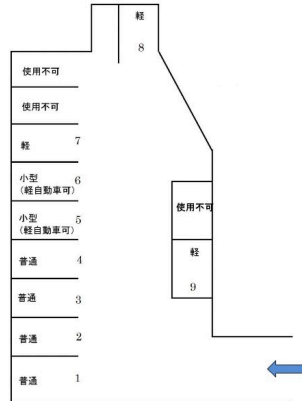 軽
8
使用不可
使用不可
軽 7
小型 6
(軽自動車可)
小型 5
(軽自動車可)
普通 4
普通 3
普通 2
普通 1
使用不可
軽
9